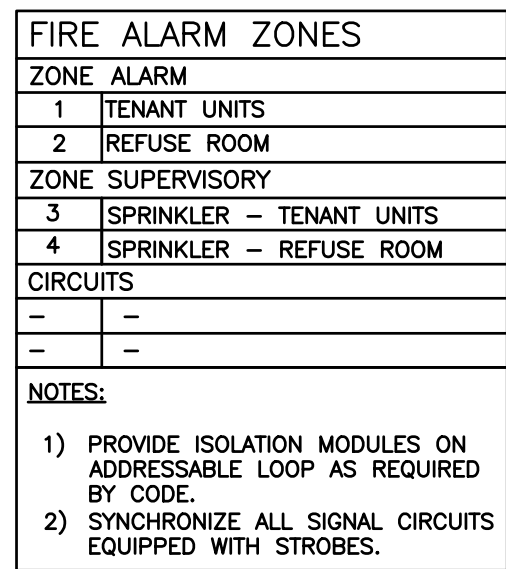 FIRE ALARM ZONES
ZONE ALARM
1 TENANT UNITS
2 REFUSE ROOM
ZONE SUPERVISORY
3 SPRINKLER – TENANT UNITS
4 SPRINKLER – REFUSE ROOM
CIRCUITS
– –
– –
NOTES:
1) PROVIDE ISOLATION MODULES ON
ADDRESSABLE LOOP AS REQUIRED
BY CODE.
2) SYNCHRONIZE ALL SIGNAL CIRCUITS
EQUIPPED WITH STROBES.